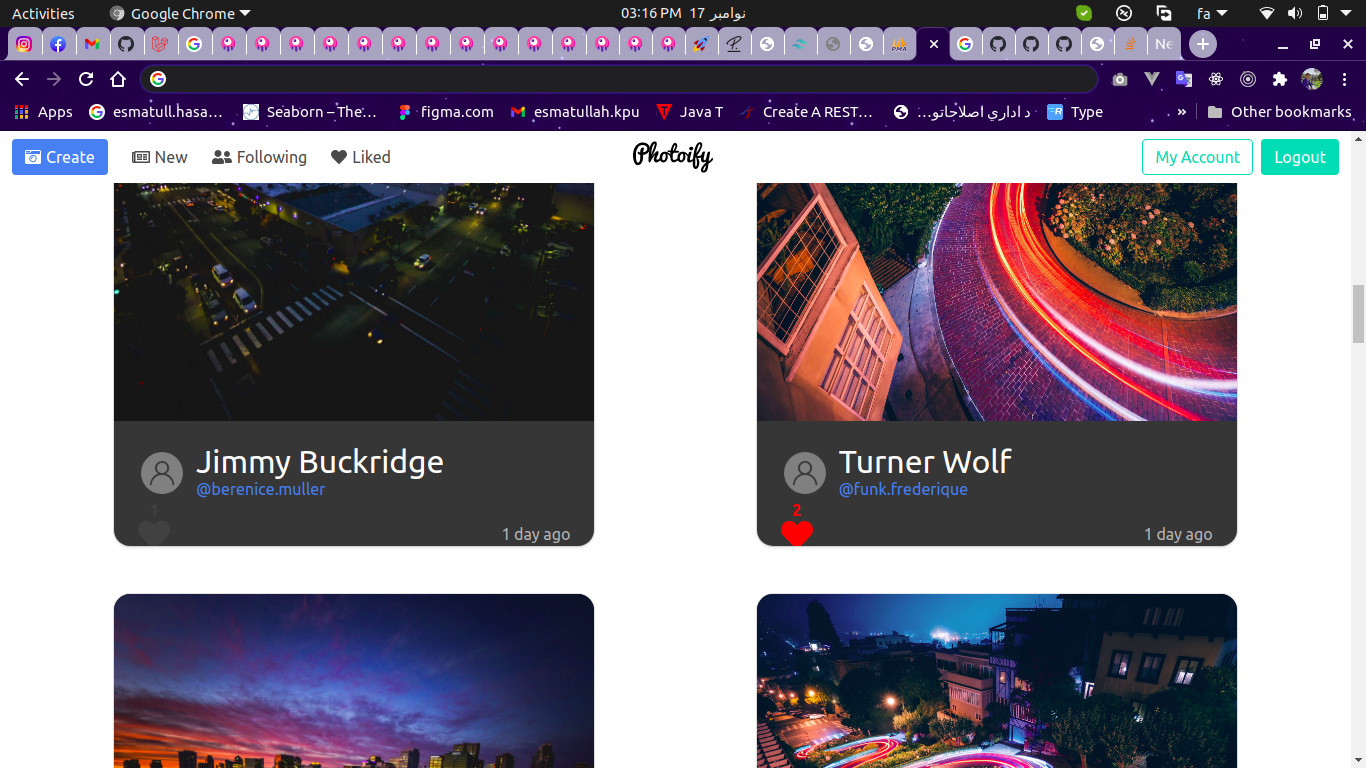 Activities
Google Chrome
03:16 PM نوامبر 17
fa
PMA
Ne
Apps
esmatull.hasa…
Seaborn – The…
figma.com
esmatullah.kpu
Java T
Create A REST…
د اداري اصلاحاتو…
Type
»
Other bookmarks
Create
New
Following
Liked
Photoify
My Account
Logout
Jimmy Buckridge
@berenice.muller
1
1 day ago
Turner Wolf
@funk.frederique
2
1 day ago